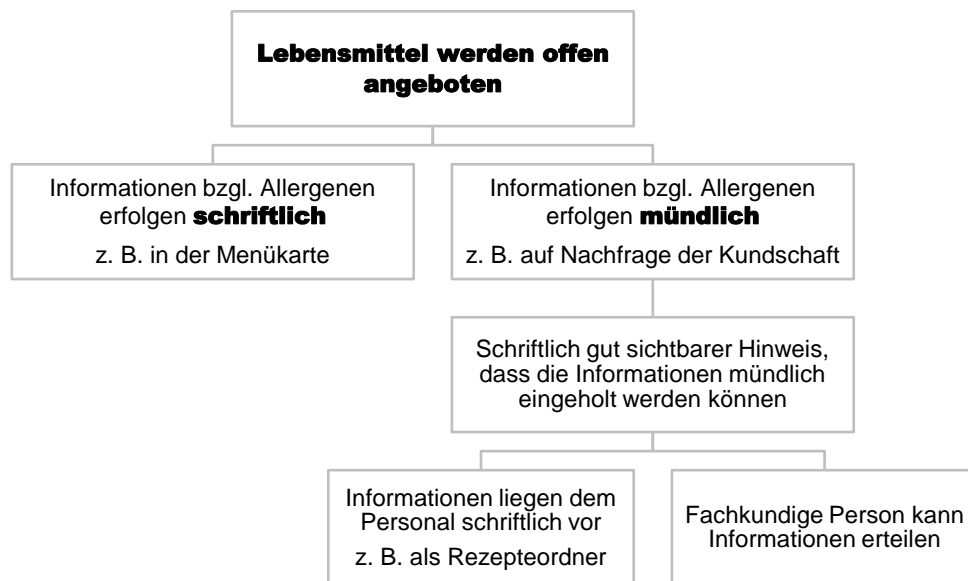 Lebensmittel werden offen
angeboten
Informationen bzgl. Allergenen
erfolgen schriftlich
z. B. in der Menükarte
Informationen bzgl. Allergenen
erfolgen mündlich
z. B. auf Nachfrage der Kundschaft
Schriftlich gut sichtbarer Hinweis,
dass die Informationen mündlich
eingeholt werden können
Informationen liegen dem
Personal schriftlich vor
z. B. als Rezepteordner
Fachkundige Person kann
Informationen erteilen